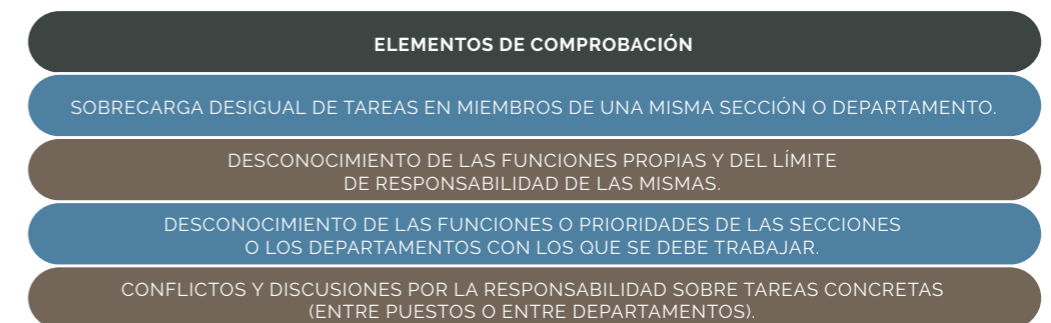 ELEMENTOS DE COMPROBACIÓN
SOBRECARGA DESIGUAL DE TAREAS EN MIEMBROS DE UNA MISMA SECCIÓN O DEPARTAMENTO.
DESCONOCIMIENTO DE LAS FUNCIONES PROPIAS Y DEL LÍMITE
DE RESPONSABILIDAD DE LAS MISMAS.
DESCONOCIMIENTO DE LAS FUNCIONES O PRIORIDADES DE LAS SECCIONES
O LOS DEPARTAMENTOS CON LOS QUE SE DEBE TRABAJAR.
CONFLICTOS Y DISCUSIONES POR LA RESPONSABILIDAD SOBRE TAREAS CONCRETAS
(ENTRE PUESTOS O ENTRE DEPARTAMENTOS).